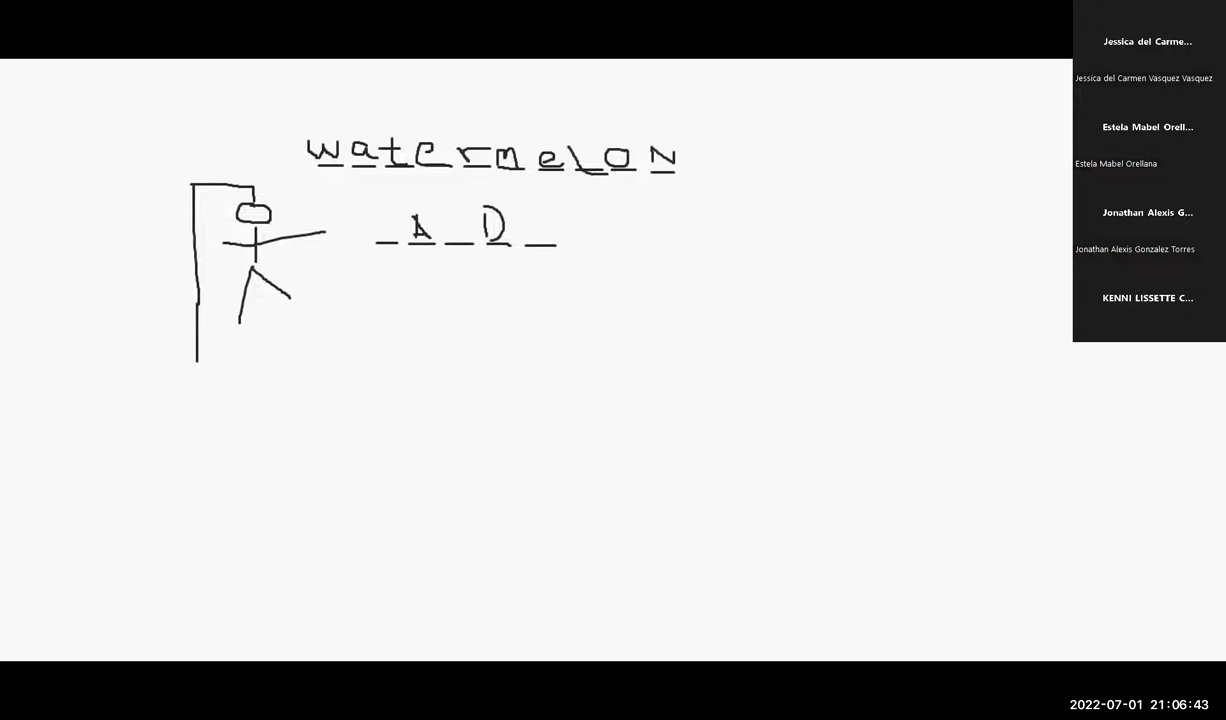 watermeloN
_ A _ D _
Jessica del Carme...
Jessica del Carmen Vasquez Vasquez
Estela Mabel Orell...
Estela Mabel Orellana
Jonathan Alexis G...
Jonathan Alexis Gonzalez Torres
KENNI LISSETTE C...
2022-07-01 21:06:43